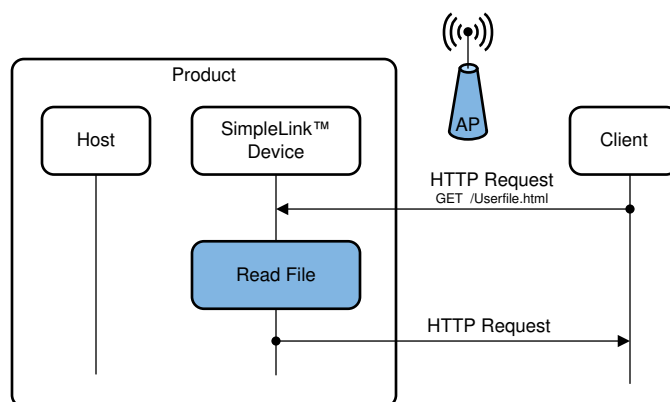 Product
Host
SimpleLink™
Device
AP
Client
HTTP Request
GET /Userfile.html
Read File
HTTP Request